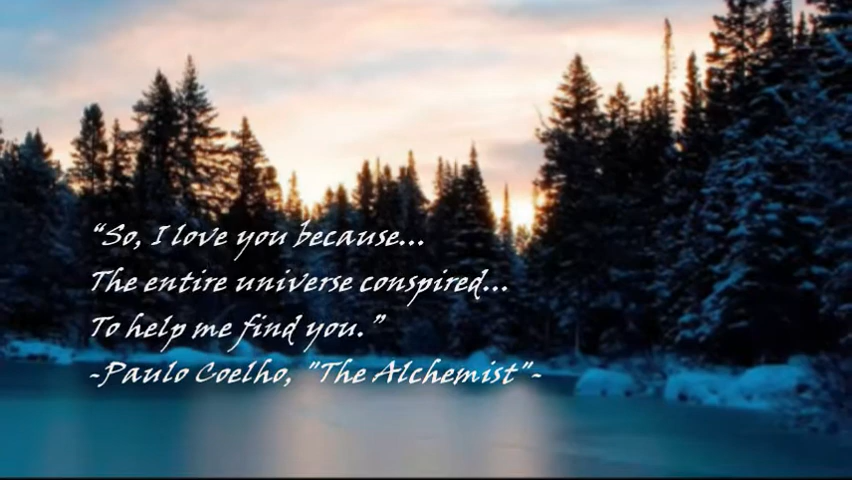 “So, I love you because...
The entire universe conspired...
To help me find you.”
~Paulo Coelho, "The Alchemist"~